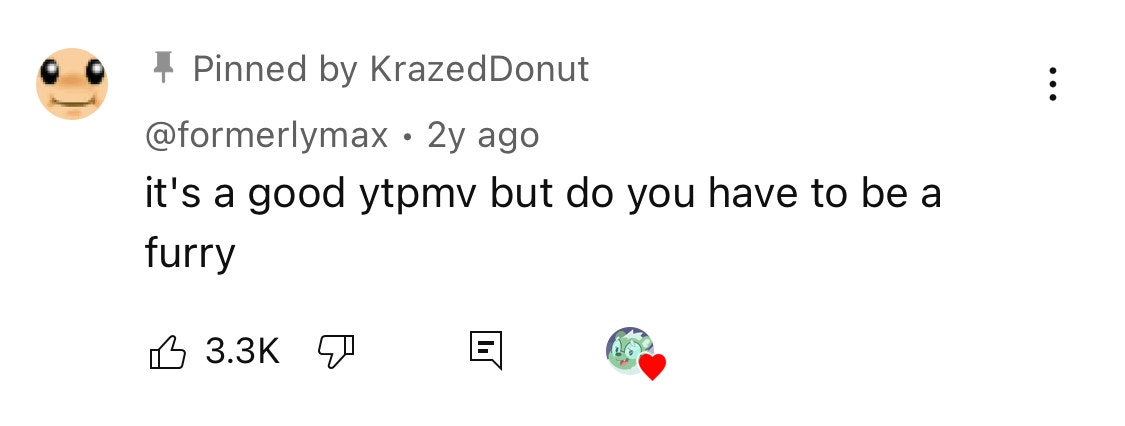 Pinned by KrazedDonut
@formerlymax • 2y ago
it's a good ytpmv but do you have to be a
furry
3.3K